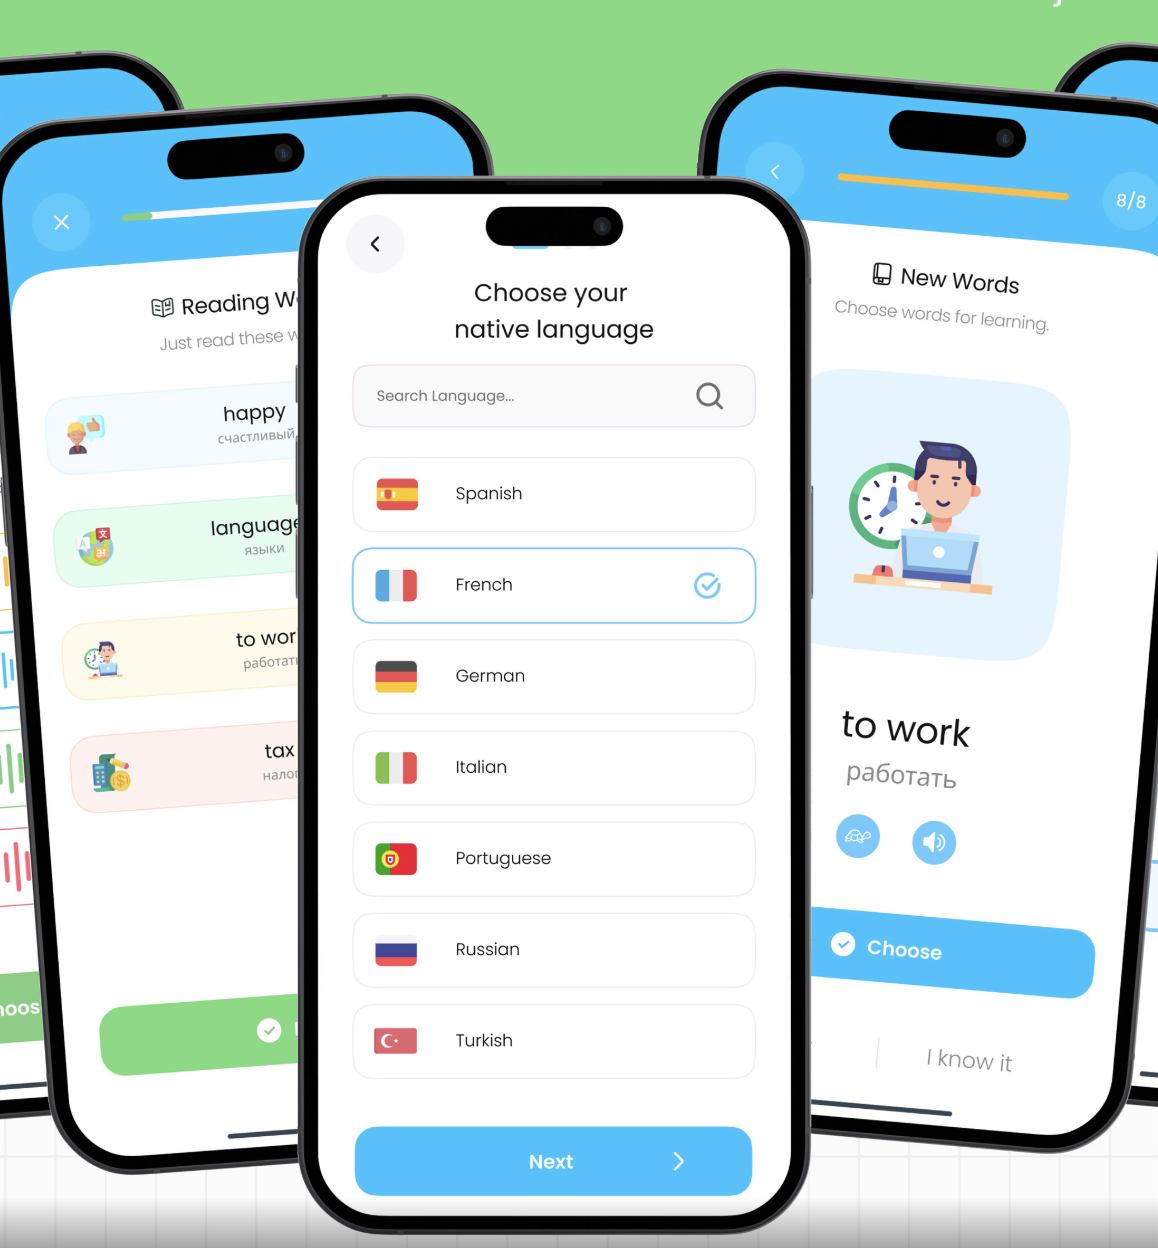 Reading
Just read these
happy
счастливый
language
языки
to wor
работат
tax
нало
Choose your
native language
Search Language...
Spanish
French
German
Italian
Portuguese
Russian
Turkish
Next
8/8
New Words
Choose words for learning.
to work
работать
Choose
I know it